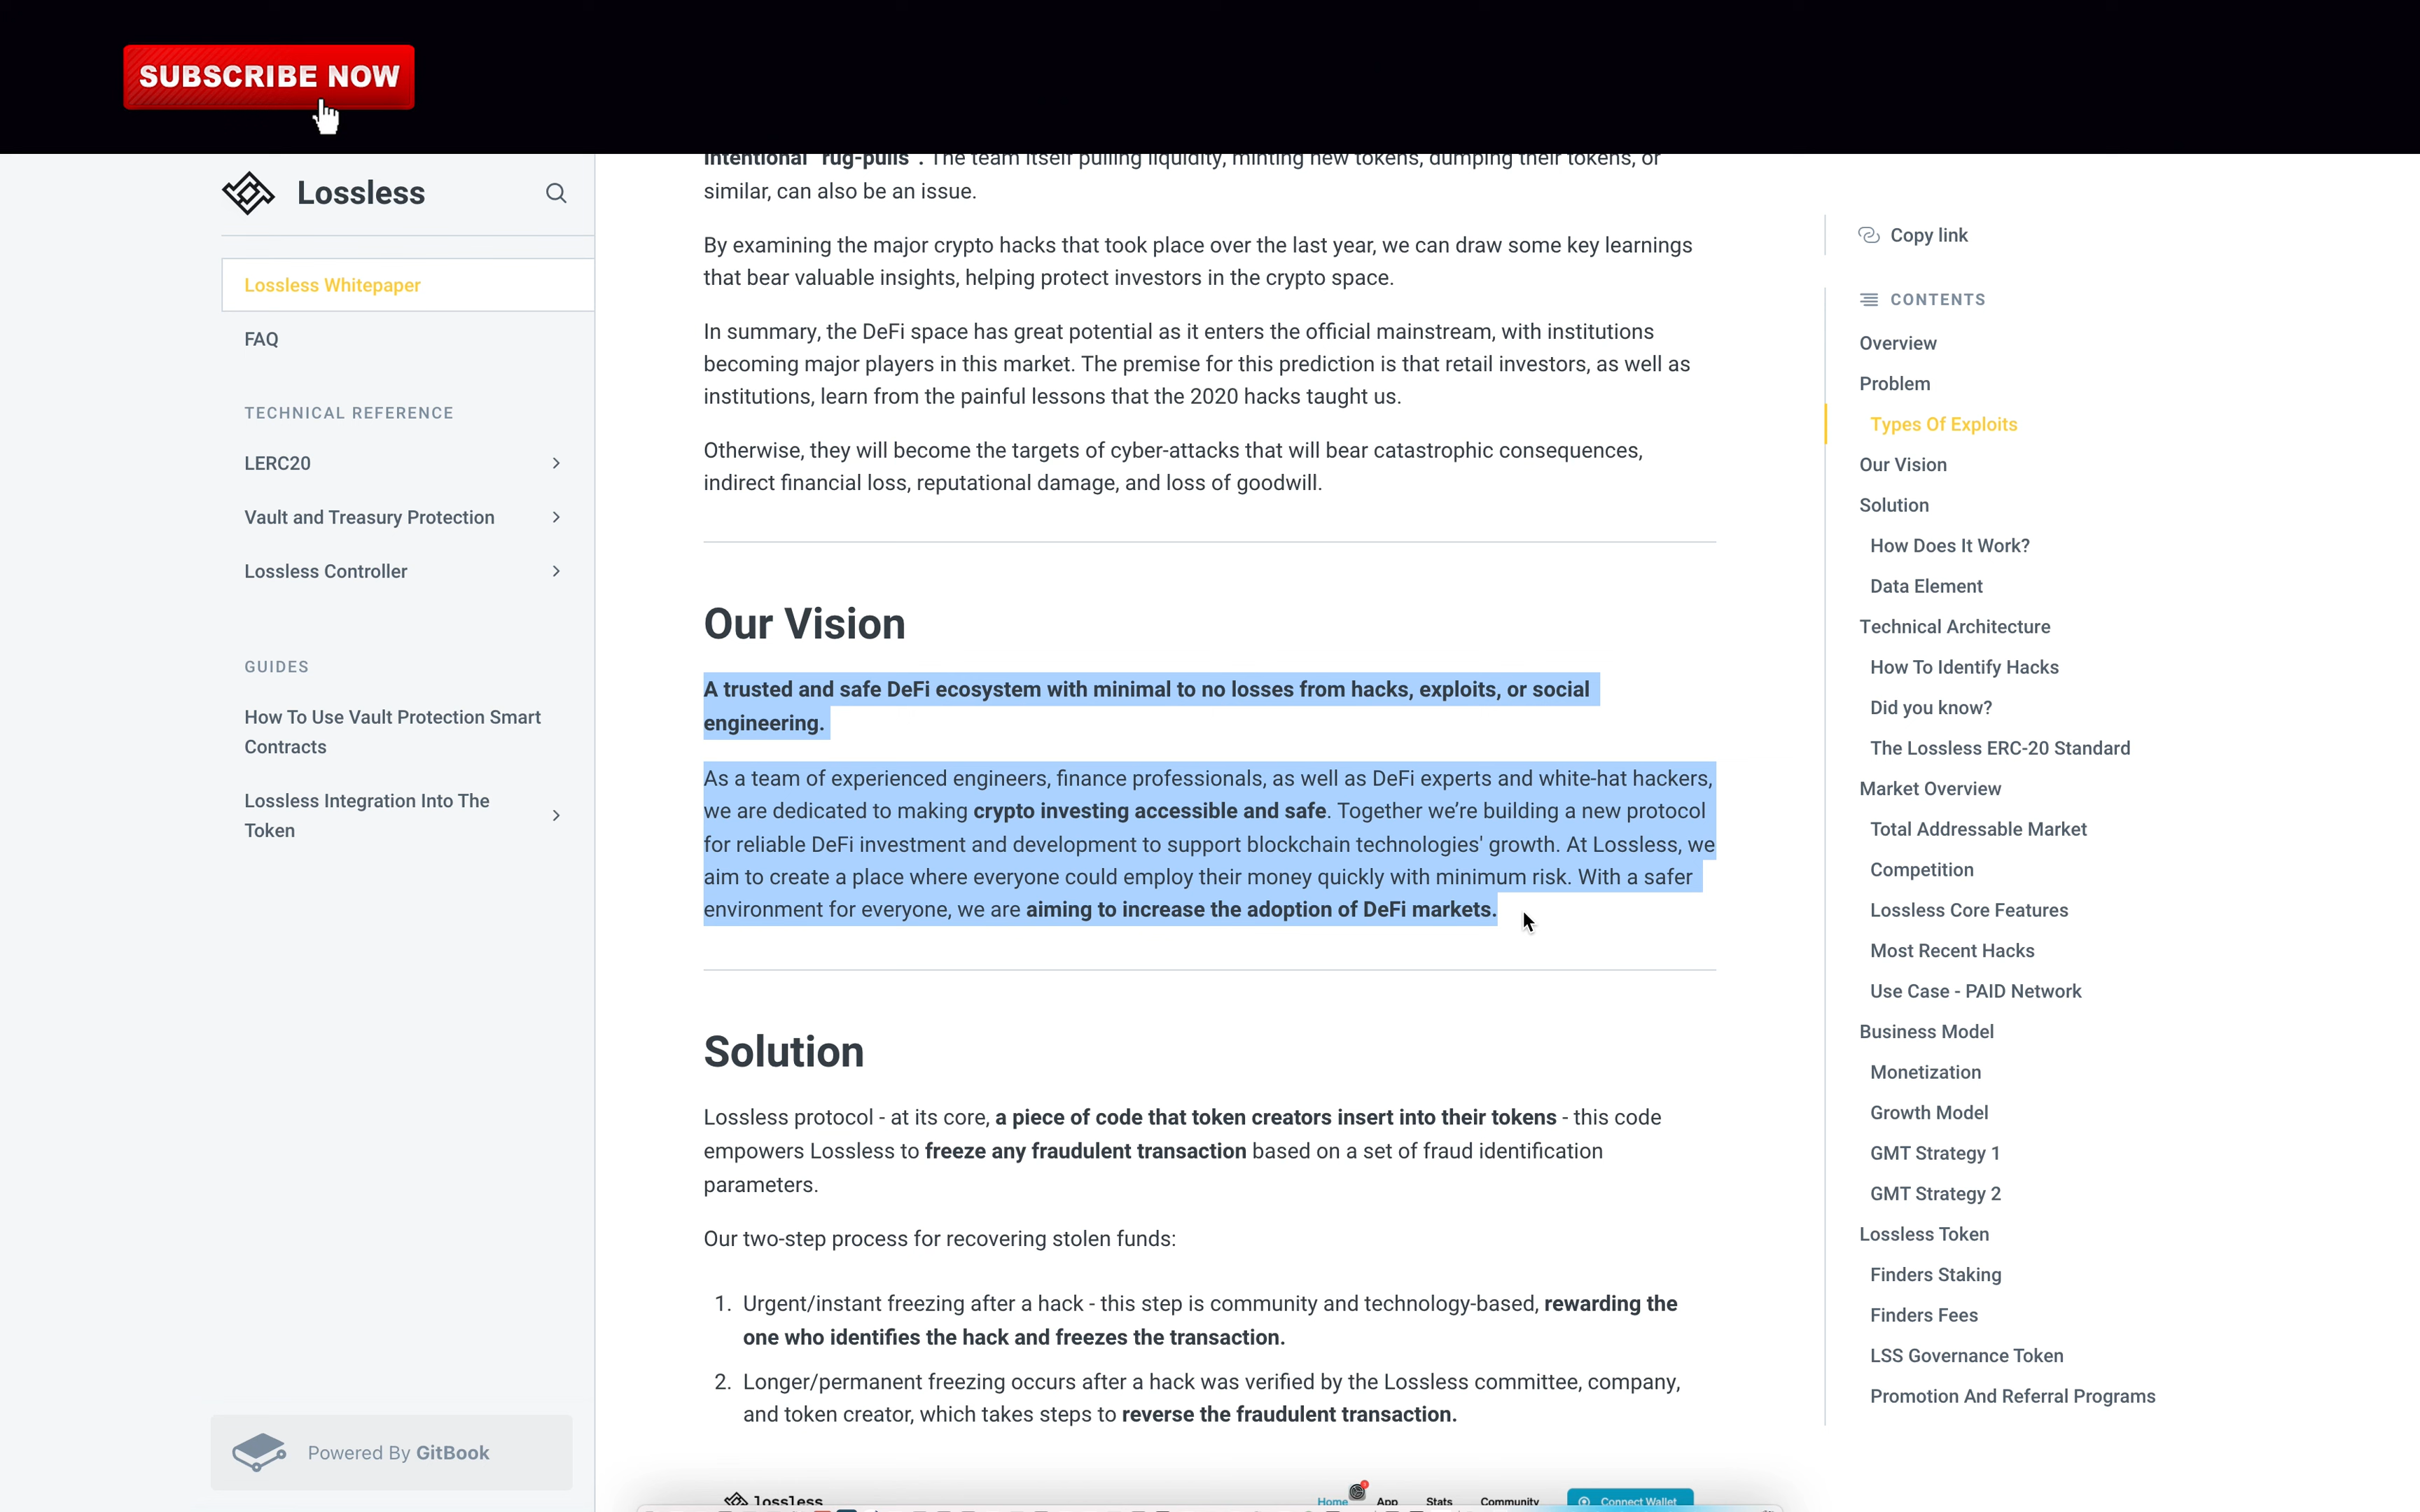 SUBSCRIBE NOW
Lossless
Lossless Whitepaper
FAQ
TECHNICAL REFERENCE
LERC20
Vault and Treasury Protection
Lossless Controller
GUIDES
How To Use Vault Protection Smart
Contracts
Lossless Integration Into The
Token
Powered By GitBook
Intentional "rug-pulls". The team itself pulling liquidity, minting new tokens, dumping their tokens, or
similar, can also be an issue.
By examining the major crypto hacks that took place over the last year, we can draw some key learnings
that bear valuable insights, helping protect investors in the crypto space.
In summary, the DeFi space has great potential as it enters the official mainstream, with institutions
becoming major players in this market. The premise for this prediction is that retail investors, as well as
institutions, learn from the painful lessons that the 2020 hacks taught us.
Otherwise, they will become the targets of cyber-attacks that will bear catastrophic consequences,
indirect financial loss, reputational damage, and loss of goodwill.
Our Vision
A trusted and safe DeFi ecosystem with minimal to no losses from hacks, exploits, or social
engineering.
As a team of experienced engineers, finance professionals, as well as DeFi experts and white-hat hackers,
we are dedicated to making crypto investing accessible and safe. Together we’re building a new protocol
for reliable DeFi investment and development to support blockchain technologies' growth. At Lossless, we
aim to create a place where everyone could employ their money quickly with minimum risk. With a safer
environment for everyone, we are aiming to increase the adoption of DeFi markets.
Solution
Lossless protocol - at its core, a piece of code that token creators insert into their tokens - this code
empowers Lossless to freeze any fraudulent transaction based on a set of fraud identification
parameters.
Our two-step process for recovering stolen funds:
1. Urgent/instant freezing after a hack - this step is community and technology-based, rewarding the
one who identifies the hack and freezes the transaction.
2. Longer/permanent freezing occurs after a hack was verified by the Lossless committee, company,
and token creator, which takes steps to reverse the fraudulent transaction.
lossless Home App Stats Community Connect Wallet
Copy link
CONTENTS
Overview
Problem
Types Of Exploits
Our Vision
Solution
How Does It Work?
Data Element
Technical Architecture
How To Identify Hacks
Did you know?
The Lossless ERC-20 Standard
Market Overview
Total Addressable Market
Competition
Lossless Core Features
Most Recent Hacks
Use Case - PAID Network
Business Model
Monetization
Growth Model
GMT Strategy 1
GMT Strategy 2
Lossless Token
Finders Staking
Finders Fees
LSS Governance Token
Promotion And Referral Programs